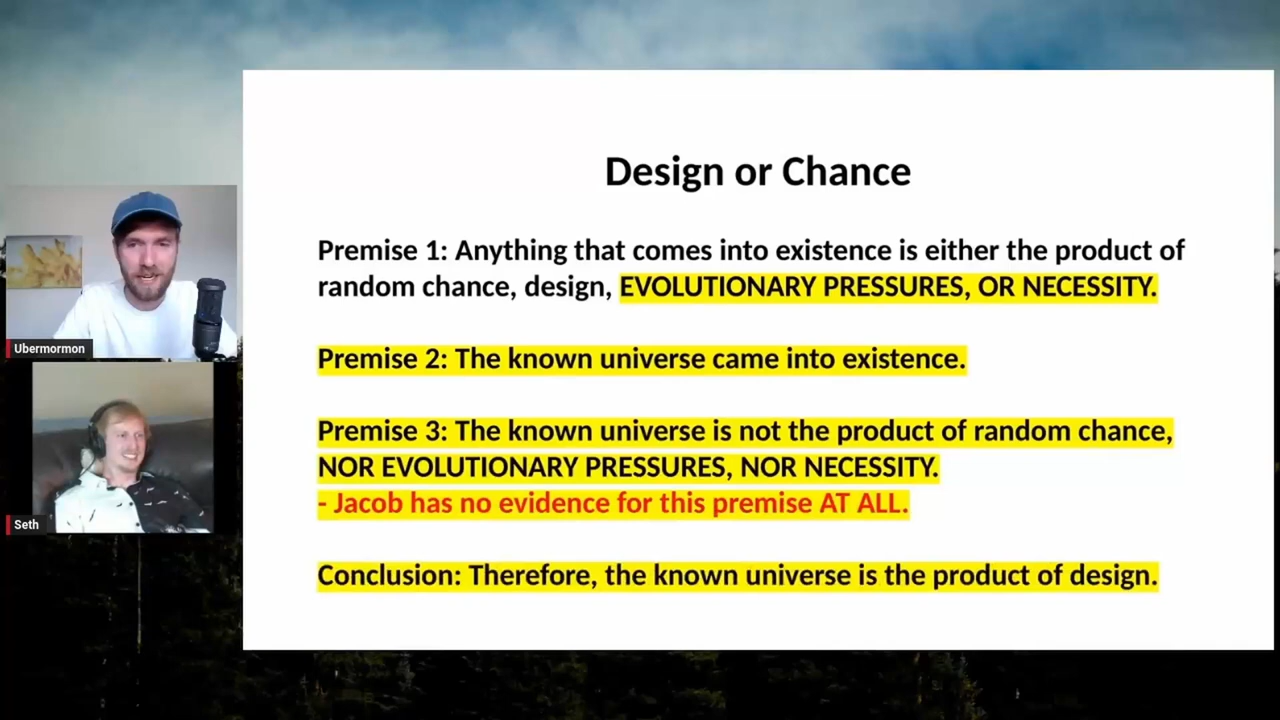 Design or Chance
Premise 1: Anything that comes into existence is either the product of
random chance, design, EVOLUTIONARY PRESSURES, OR NECESSITY.
Premise 2: The known universe came into existence.
Premise 3: The known universe is not the product of random chance,
NOR EVOLUTIONARY PRESSURES, NOR NECESSITY.
- Jacob has no evidence for this premise AT ALL.
Conclusion: Therefore, the known universe is the product of design.
Ubermormon
Seth